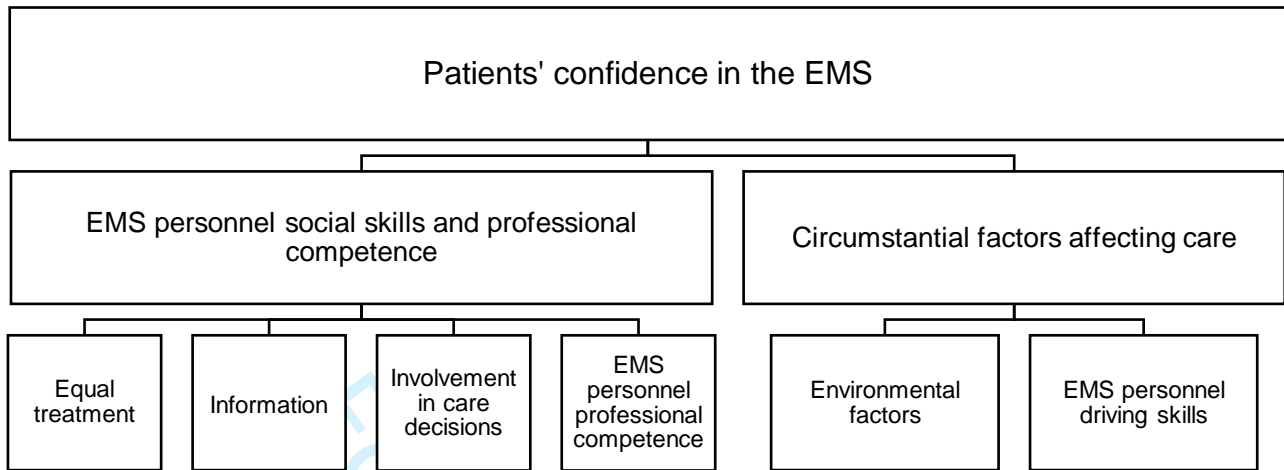 Patients' confidence in the EMS
EMS personnel social skills and professional
competence
Circumstantial factors affecting care
Equal
treatment
Information
Involvement
in care
decisions
EMS
personnel
professional
competence
Environmental
factors
EMS personnel
driving skills